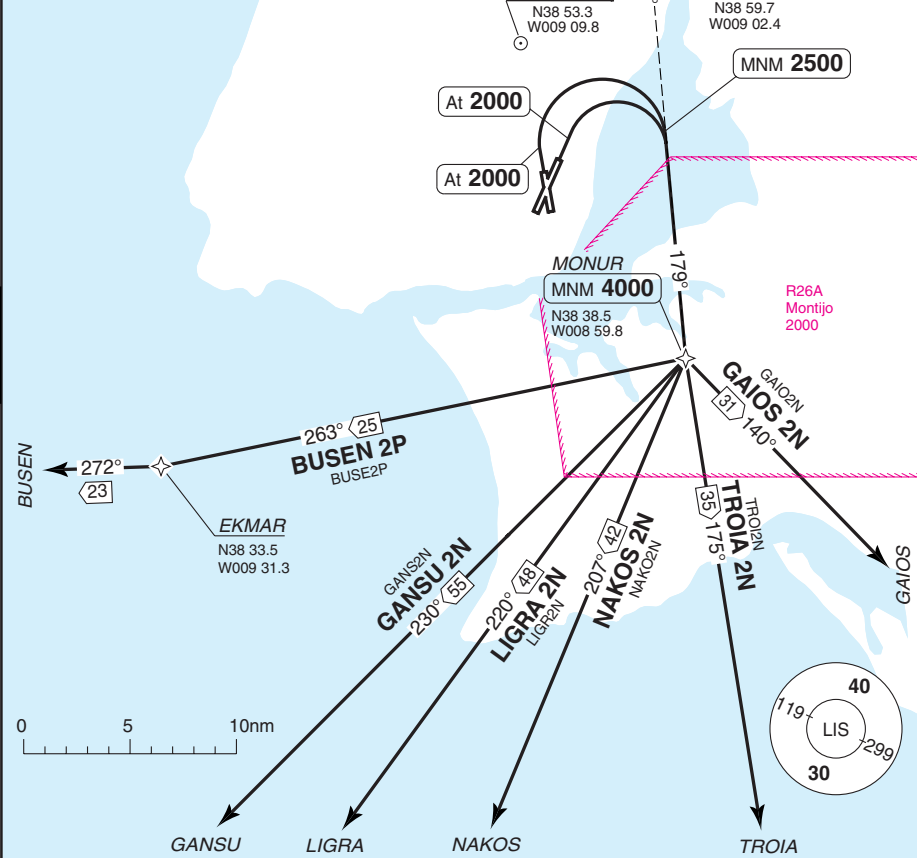 N38 53.3
W009 09.8
N38 59.7
W009 02.4
MNM 2500
At 2000
At 2000
179°
MONUR
MNM 4000
N38 38.5
W008 59.8
R26A
Montijo
2000
GAIO2N
GAIOS 2N
31
140°
GAIOS
263°
25
BUSEN 2P
BUSE2P
BUSEN
272°
23
EKMAR
N38 33.5
W009 31.3
GANS2N
GANSU 2N
230°
55
220°
48
LIGRA 2N
LIGR2N
207°
42
NAKOS 2N
NAKO2N
35
175°
TROI2N
TROIA 2N
0
5
10nm
40
119
LIS
299
30
GANSU
LIGRA
NAKOS
TROIA